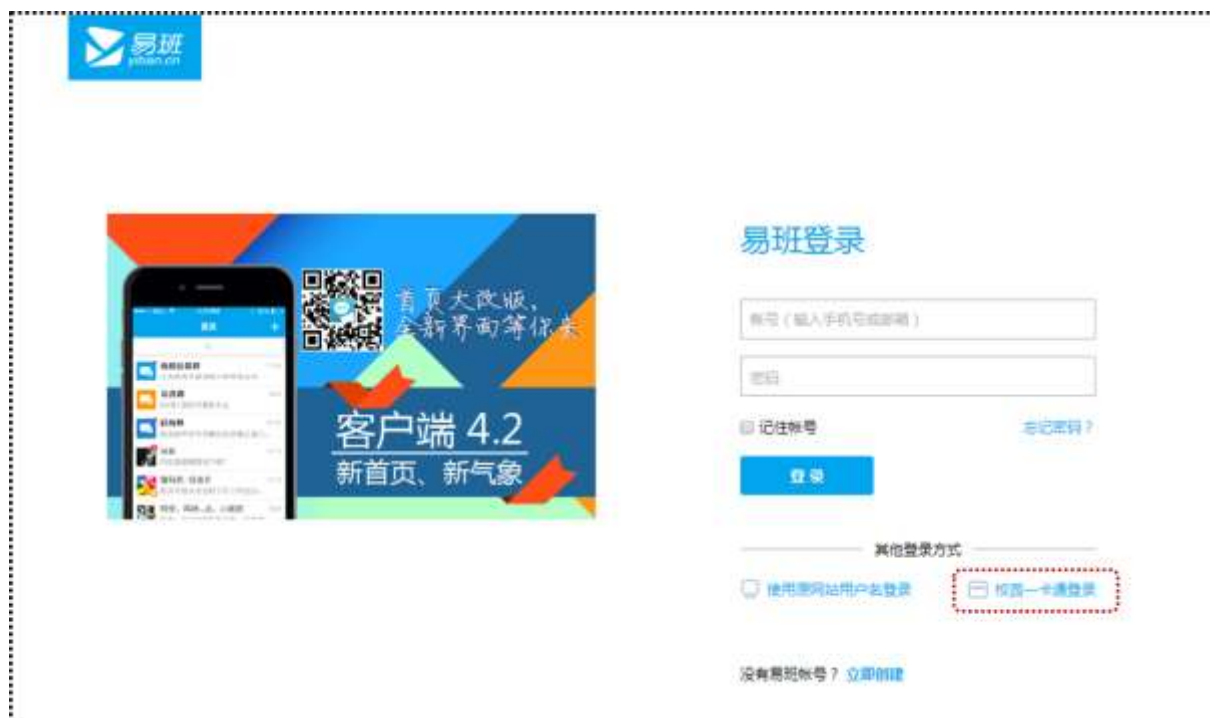 易班
yiban.cn
首页大改版,
全新界面等你来
客户端 4.2
新首页、新气象
易班登录
帐号(输入手机号或邮箱)
密码
记住帐号
忘记密码?
登 录
其他登录方式
使用原网站用户名登录
校园一卡通登录
没有易班帐号? 立即创建